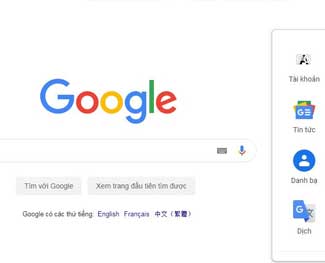 Google
Tìm với Google
Xem trang đầu tiên tìm được
Google có các thứ tiếng: English Français 中文 (繁體)
Tài khoản
Tin tức
Danh bạ
Dịch